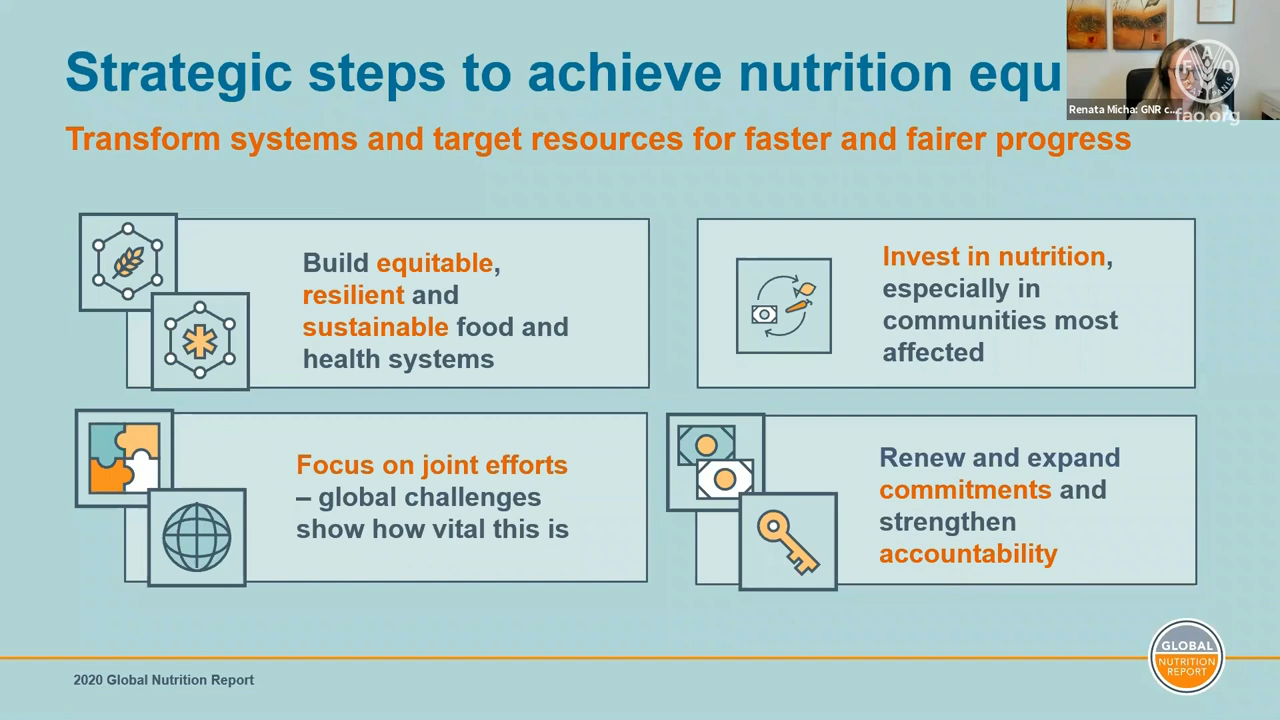 Strategic steps to achieve nutrition equ
Transform systems and target resources for faster and fairer progress
Renata Micha: GNR c...
fao.org
Build equitable,
resilient and
sustainable food and
health systems
Invest in nutrition,
especially in
communities most
affected
Focus on joint efforts
– global challenges
show how vital this is
Renew and expand
commitments and
strengthen
accountability
2020 Global Nutrition Report
GLOBAL
NUTRITION
REPORT